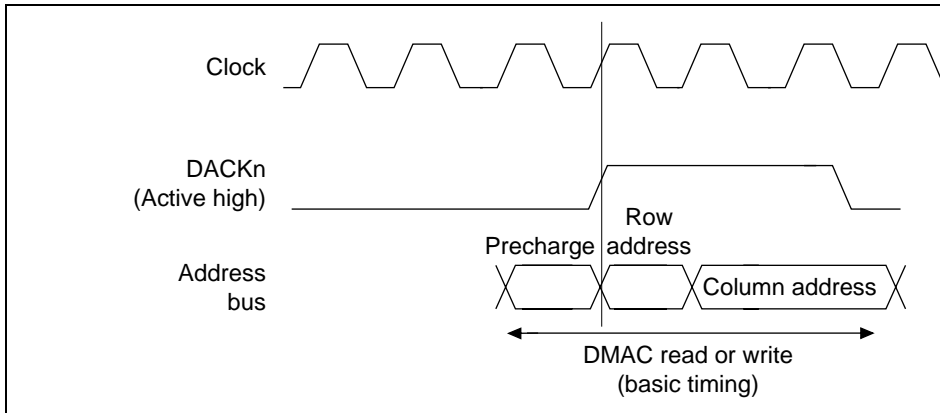 Clock
DACKn
(Active high)
Row
Precharge address
Address
bus
Column address
DMAC read or write
(basic timing)